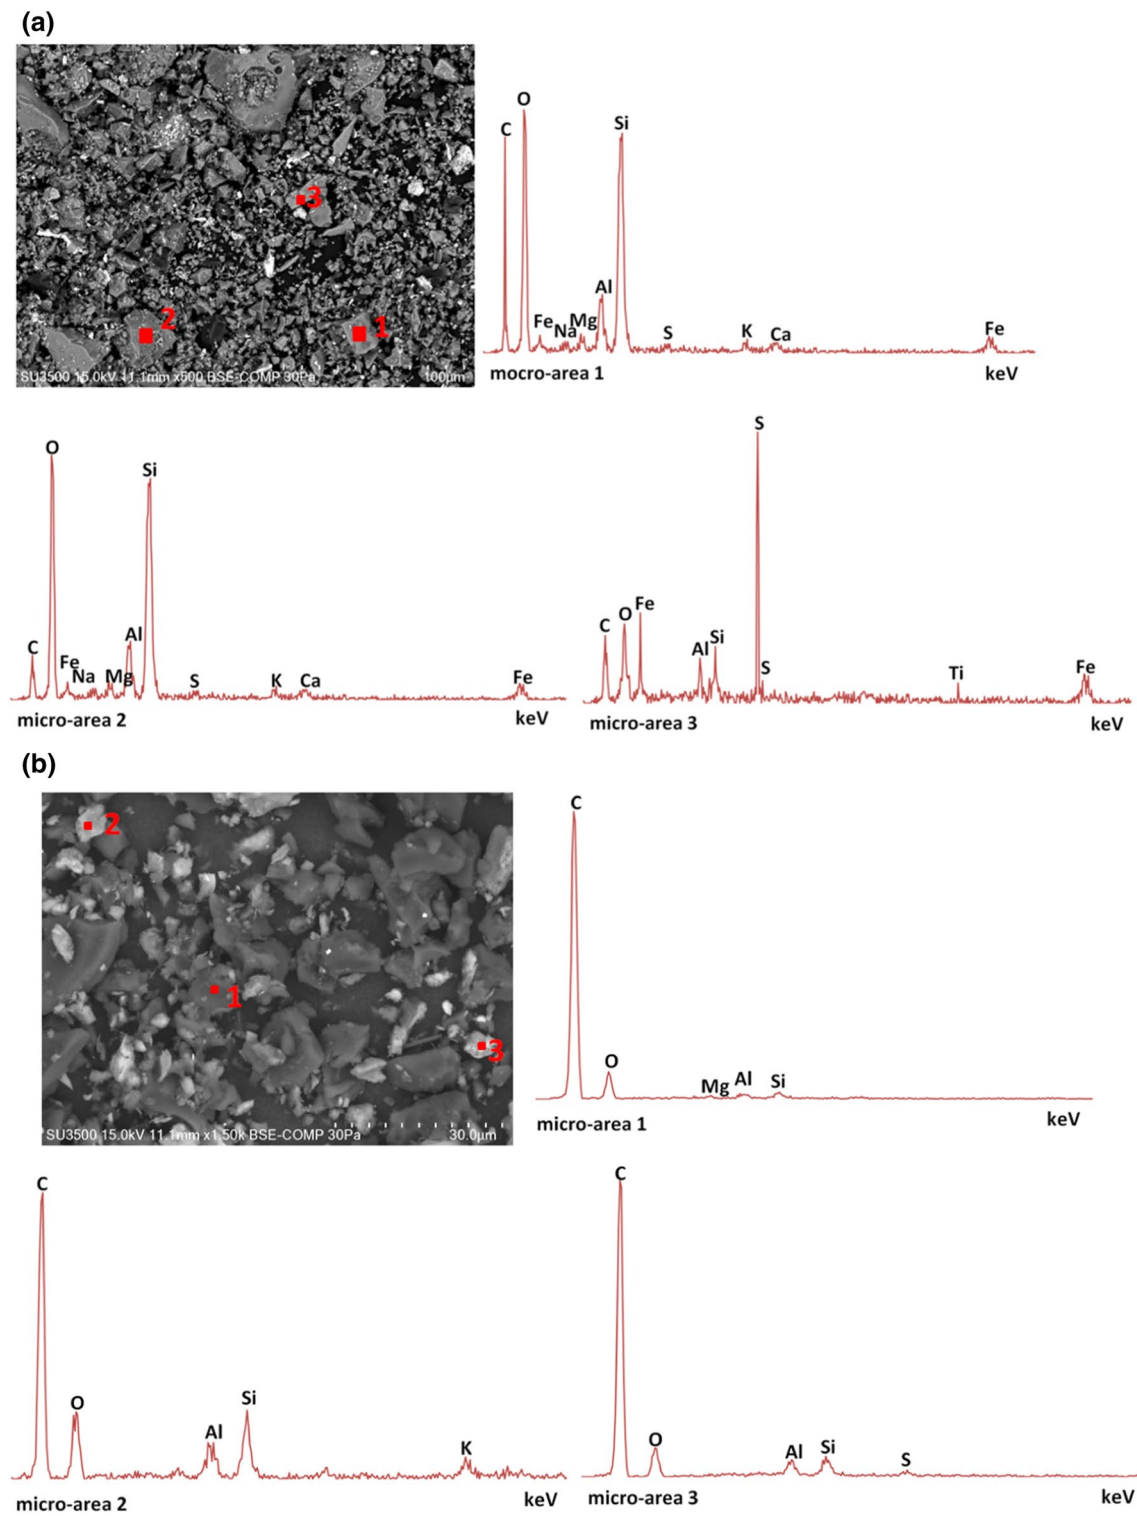 (a)
3
2
1
SU3500 15.0kV 11.1mm x500 BSE-COMP 30Pa 100µm
C O Fe Na Mg Al Si S K Ca Fe
mocro-area 1 keV
C O Fe Na Mg Al Si S K Ca Fe
micro-area 2 keV
C O Fe Al Si S S Ti Fe
micro-area 3 keV
(b)
2
1
3
SU3500 15.0kV 11.1mm x1.50k BSE-COMP 30Pa 30.0µm
C O Mg Al Si
micro-area 1 keV
C O Al Si K
micro-area 2 keV
C O Al Si S
micro-area 3 keV